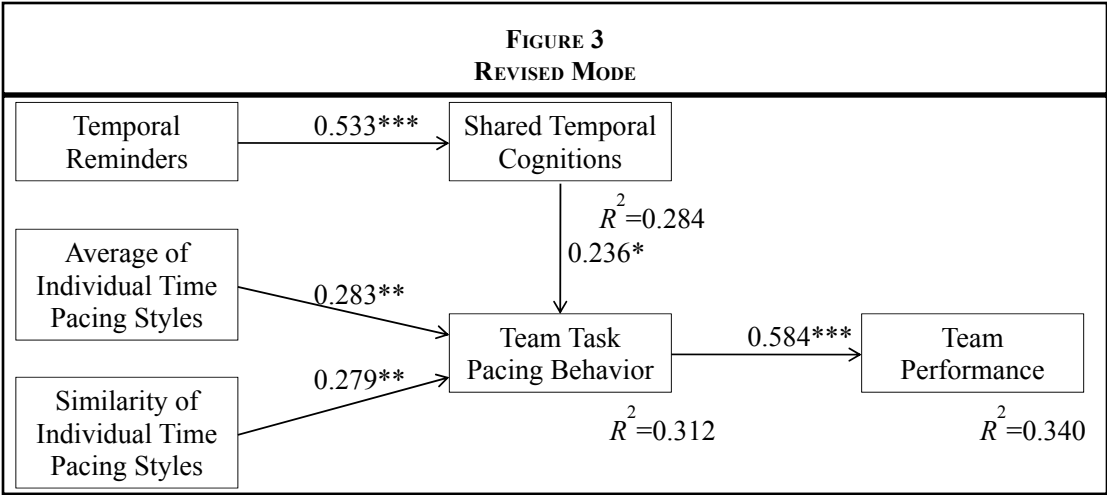 FIGURE 3
REVISED MODE
Temporal
Reminders
0.533***
Shared Temporal
Cognitions
R²=0.284
0.236*
Average of
Individual Time
Pacing Styles
0.283**
Team Task
Pacing Behavior
0.584***
Team
Performance
0.279**
Similarity of
Individual Time
Pacing Styles
R²=0.312
R²=0.340